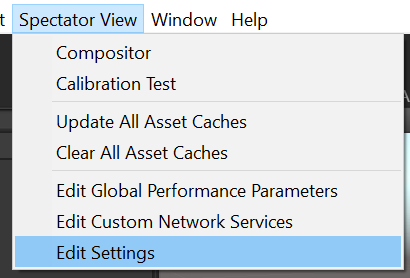 t Spectator View Window Help
Compositor
Calibration Test
Update All Asset Caches
Clear All Asset Caches
Edit Global Performance Parameters
Edit Custom Network Services
Edit Settings